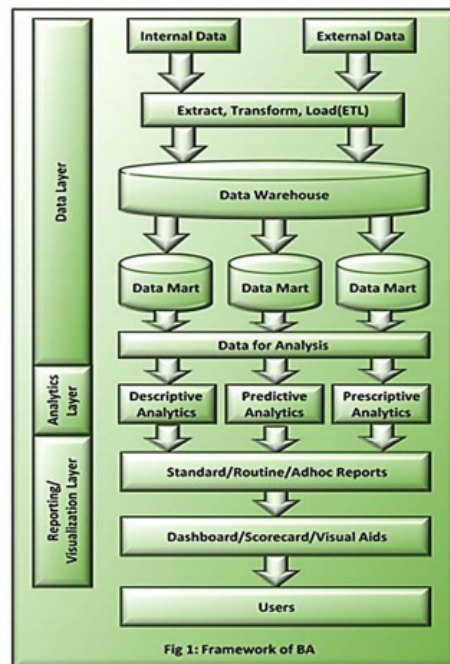 Internal Data
External Data
Extract, Transform, Load(ETL)
Data Warehouse
Data Mart
Data Mart
Data Mart
Data for Analysis
Descriptive
Analytics
Predictive
Analytics
Prescriptive
Analytics
Standard/Routine/Adhoc Reports
Dashboard/Scorecard/Visual Aids
Users
Data Layer
Analytics
Layer
Reporting/
Visualization Layer
Fig 1: Framework of BA